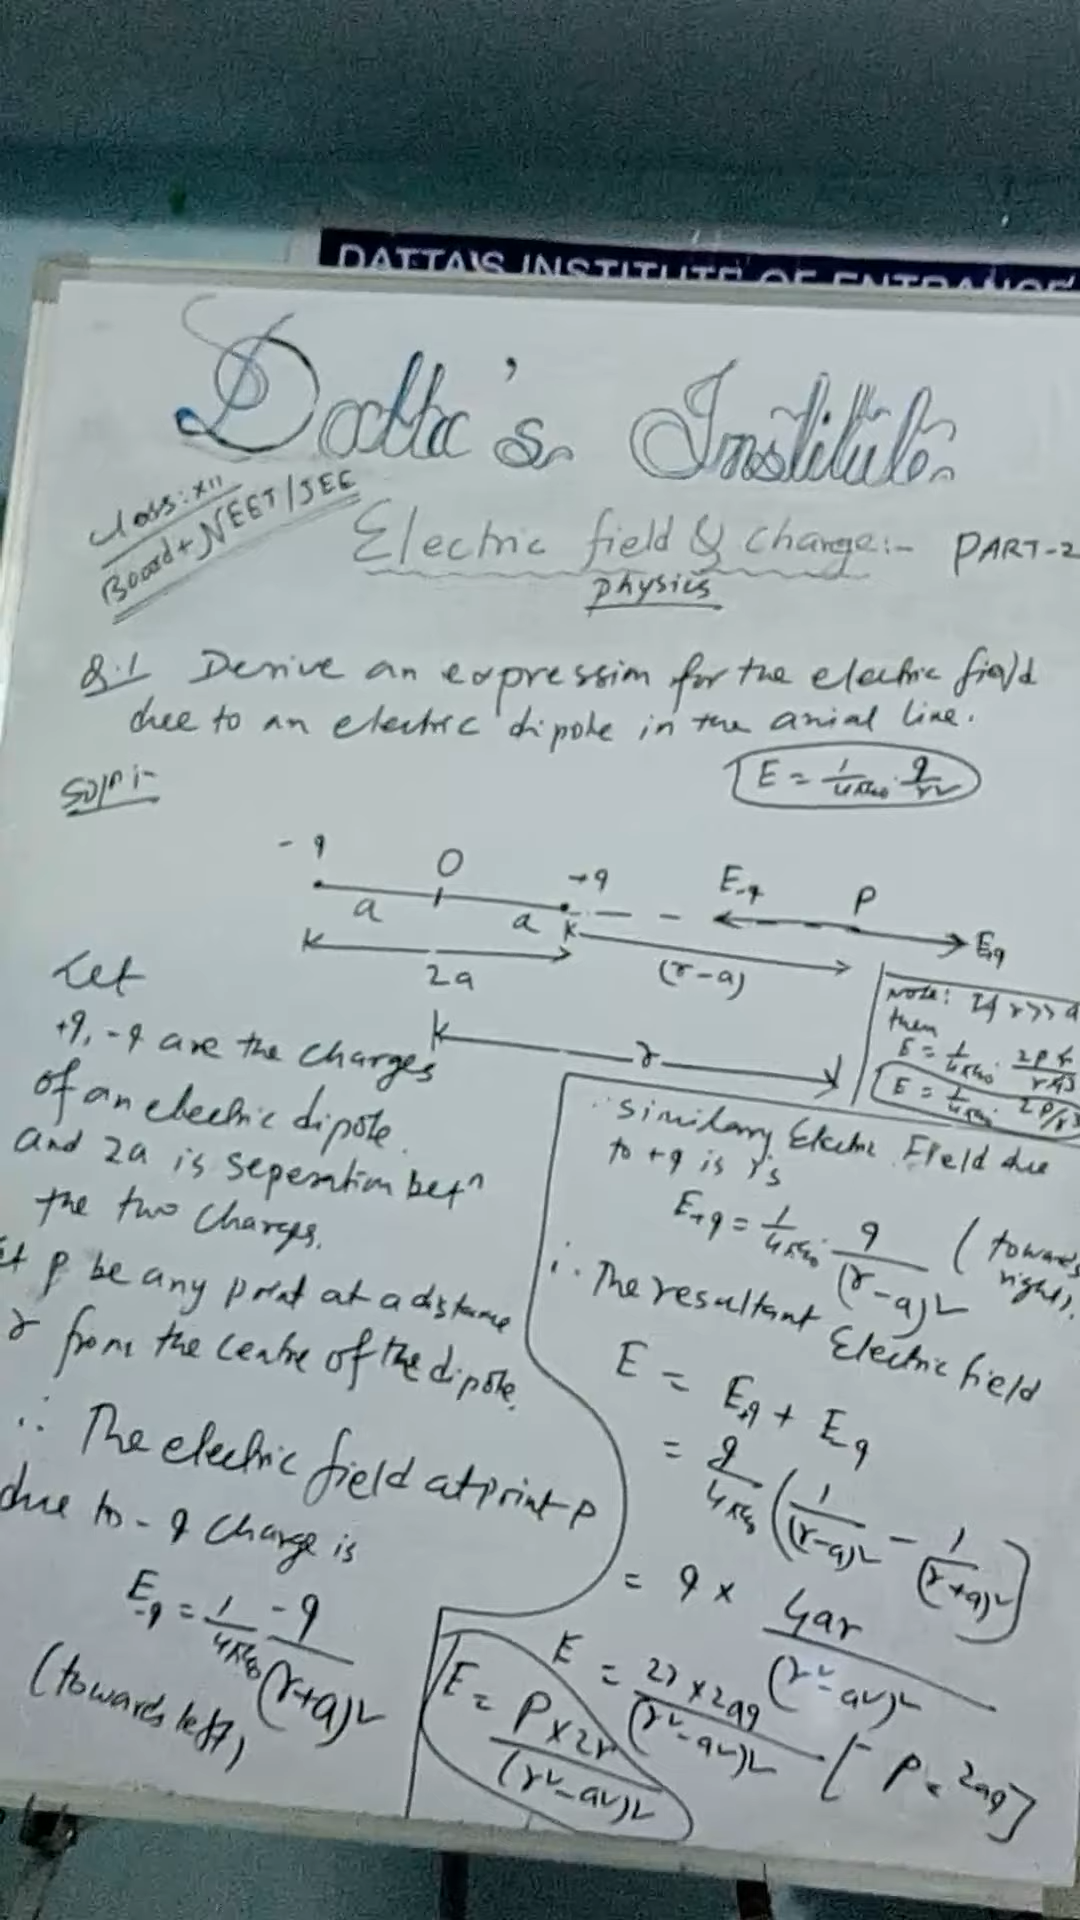 DATTA'S INSTITUTE OF ENTRANCE
Datta's Institute
Class: XII
Board + NEET / JEE
Electric field & Charge:- PART-2
Physics
Q.1 Derive an expression for the electric field
due to an electric dipole in the axial line.
Soln:-
E = 1/4πε₀ · q/r²
-q O +q E-q P E+q
a a
2a (r-a)
r
Note: If r>>a
then
E = 1/4πε₀ ·
E = 1/4πε₀ · 2P/r³
Let
+q, -q are the charges
of an electric dipole.
and 2a is seperation betn
the two charges.
Let P be any point at a distance
r from the centre of the dipole.
∴ The electric field at point P
due to -q charge is
E-q = 1/4πε₀ -q/(r+a)²
(towards left)
similarly Electric Field due
to +q is
E+q = 1/4πε₀ · q/(r-a)² (towards
right).
∴ The resultant Electric field
E = E+q + E-q
= q/4πε₀ (1/(r-a)² - 1/(r+a)²)
= q × 4ar/(r²-a²)²
E = 2r × 2aq/(r²-a²)² [P = 2aq]
E = P×2r/(r²-a²)²